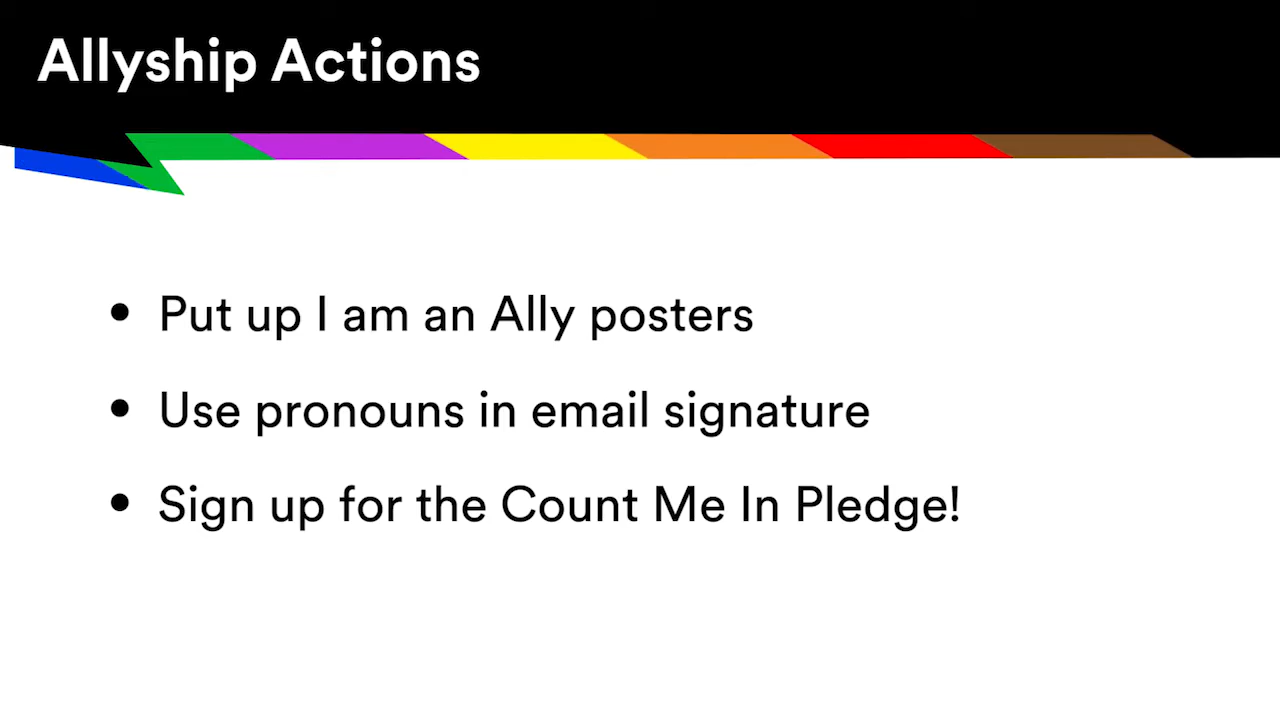 Allyship Actions
• Put up I am an Ally posters
• Use pronouns in email signature
• Sign up for the Count Me In Pledge!